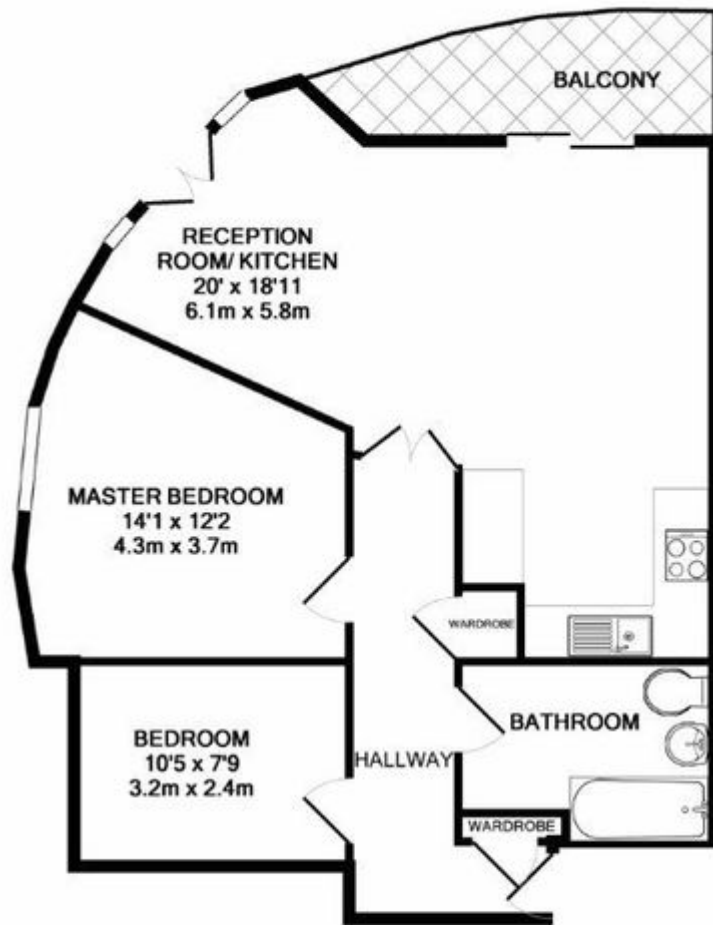 BALCONY
RECEPTION
ROOM/ KITCHEN
20' x 18'11
6.1m x 5.8m
MASTER BEDROOM
14'1 x 12'2
4.3m x 3.7m
WARDROBE
BATHROOM
BEDROOM
10'5 x 7'9
3.2m x 2.4m
HALLWAY
WARDROBE